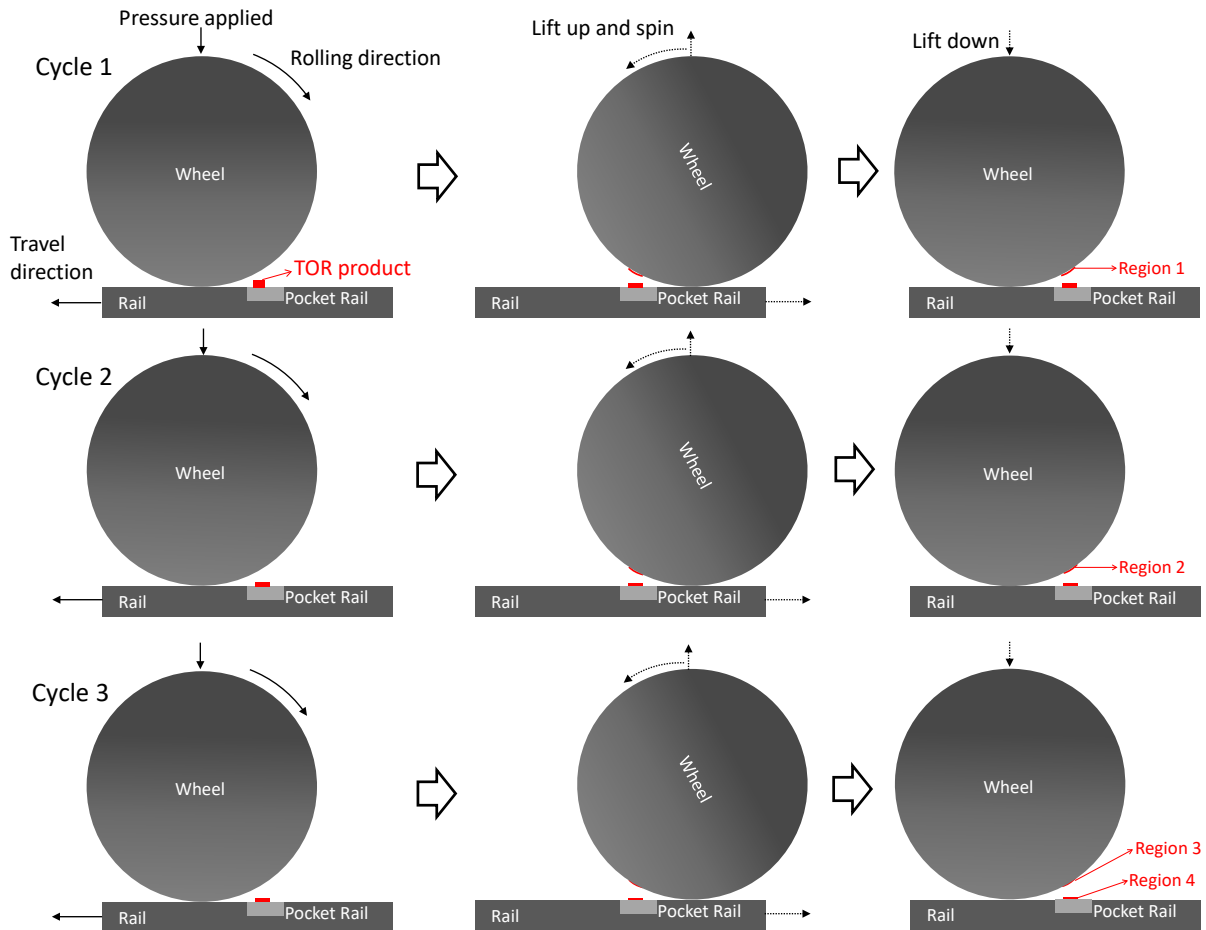 Pressure applied
Cycle 1
Rolling direction
Wheel
Travel
direction
TOR product
Rail
Pocket Rail
Lift up and spin
Wheel
Rail
Pocket Rail
Lift down
Wheel
Region 1
Rail
Pocket Rail
Cycle 2
Wheel
Rail
Pocket Rail
Wheel
Rail
Pocket Rail
Wheel
Region 2
Rail
Pocket Rail
Cycle 3
Wheel
Rail
Pocket Rail
Wheel
Rail
Pocket Rail
Wheel
Region 3
Region 4
Rail
Pocket Rail